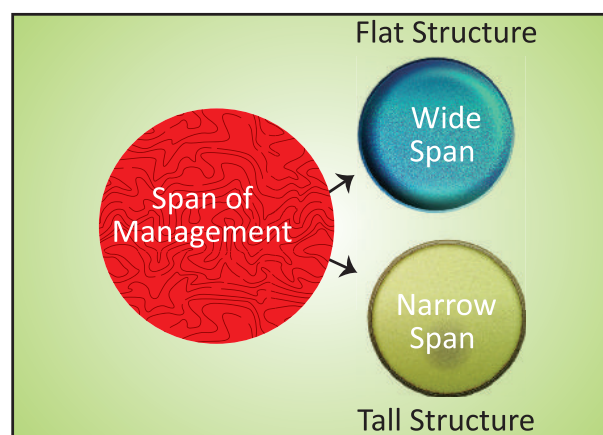 Flat Structure
Wide
Span
Span of
Management
Narrow
Span
Tall Structure